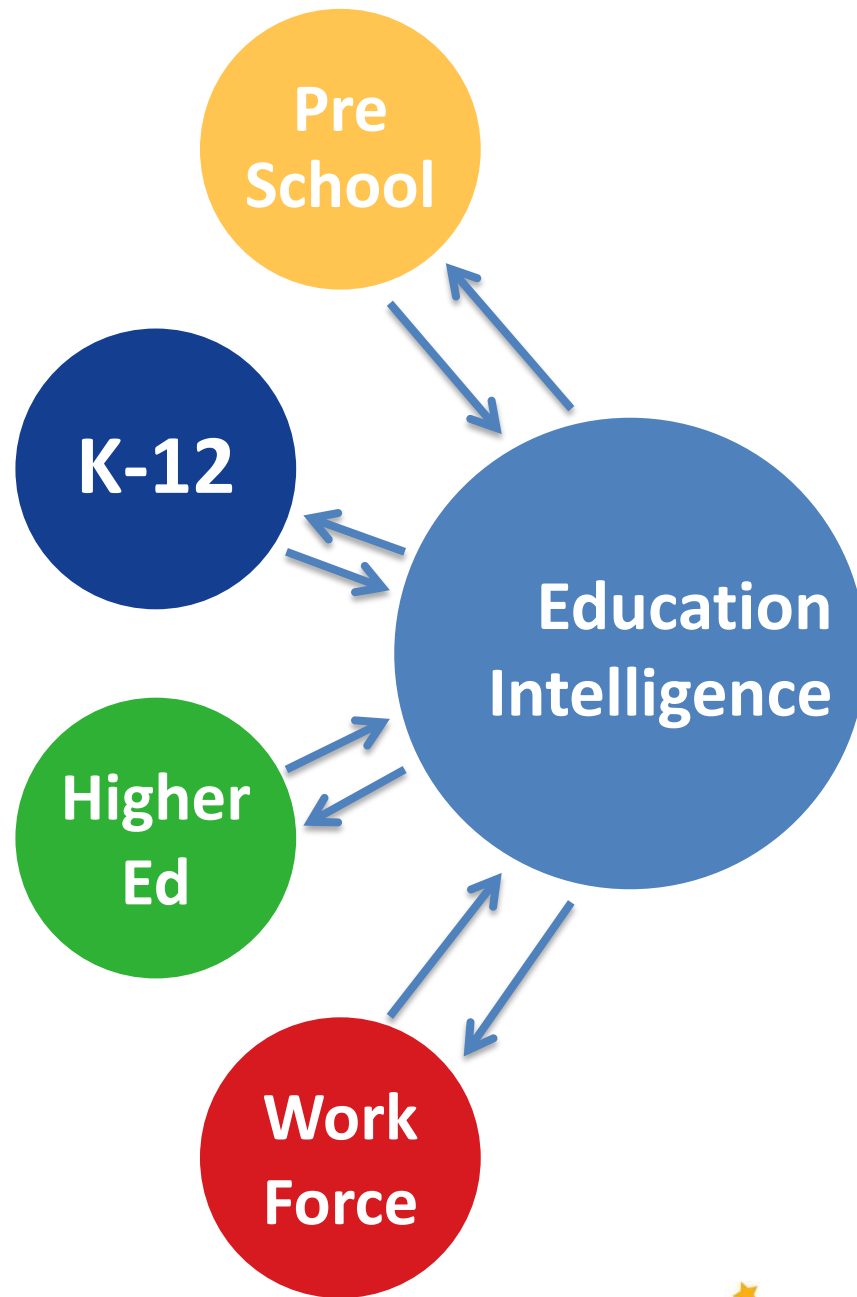 Pre
School
K-12
Education
Intelligence
Higher
Ed
Work
Force